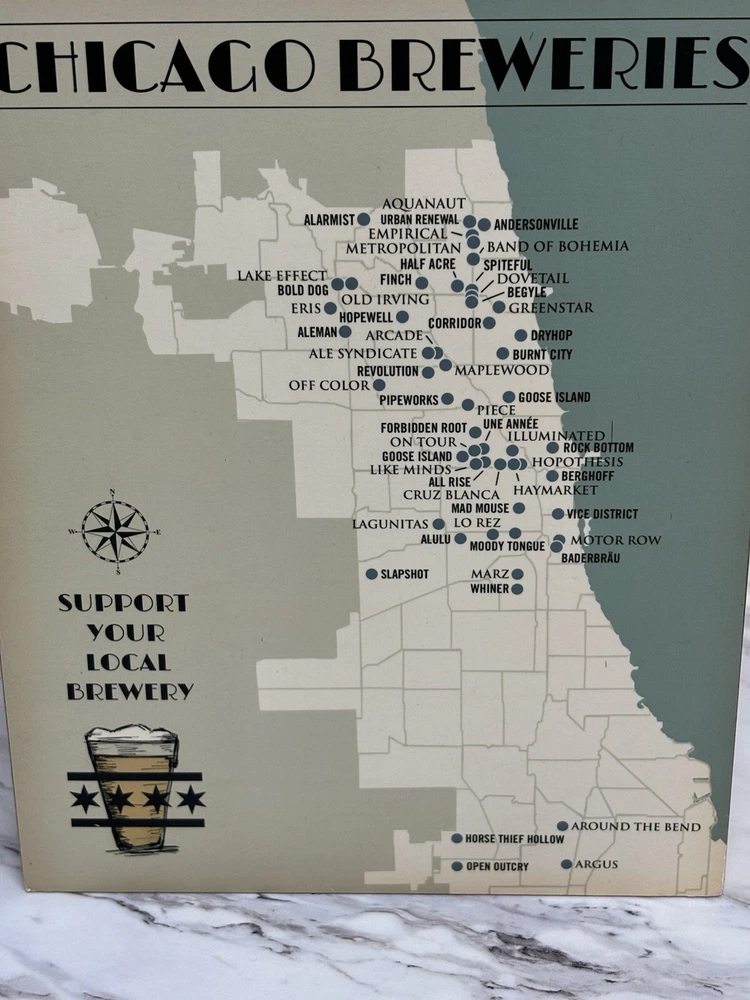 CHICAGO BREWERIES
AQUANAUT
ALARMIST
URBAN RENEWAL
ANDERSONVILLE
EMPIRICAL
METROPOLITAN
BAND OF BOHEMIA
HALF ACRE
SPITEFUL
LAKE EFFECT
FINCH
DOVETAIL
BOLD DOG
BEGYLE
OLD IRVING
ERIS
GREENSTAR
HOPEWELL
CORRIDOR
ALEMAN
ARCADE
DRYHOP
ALE SYNDICATE
BURNT CITY
REVOLUTION
MAPLEWOOD
OFF COLOR
PIPEWORKS
GOOSE ISLAND
PIECE
FORBIDDEN ROOT
UNE ANNÉE
ON TOUR
ILLUMINATED
ROCK BOTTOM
GOOSE ISLAND
HOPOTHESIS
LIKE MINDS
BERGHOFF
ALL RISE
HAYMARKET
CRUZ BLANCA
MAD MOUSE
VICE DISTRICT
LAGUNITAS
LO REZ
ALULU
MOODY TONGUE
MOTOR ROW
BADERBRÄU
SLAPSHOT
MARZ
WHINER
N
W E
S
SUPPORT
YOUR
LOCAL
BREWERY
AROUND THE BEND
HORSE THIEF HOLLOW
OPEN OUTCRY
ARGUS